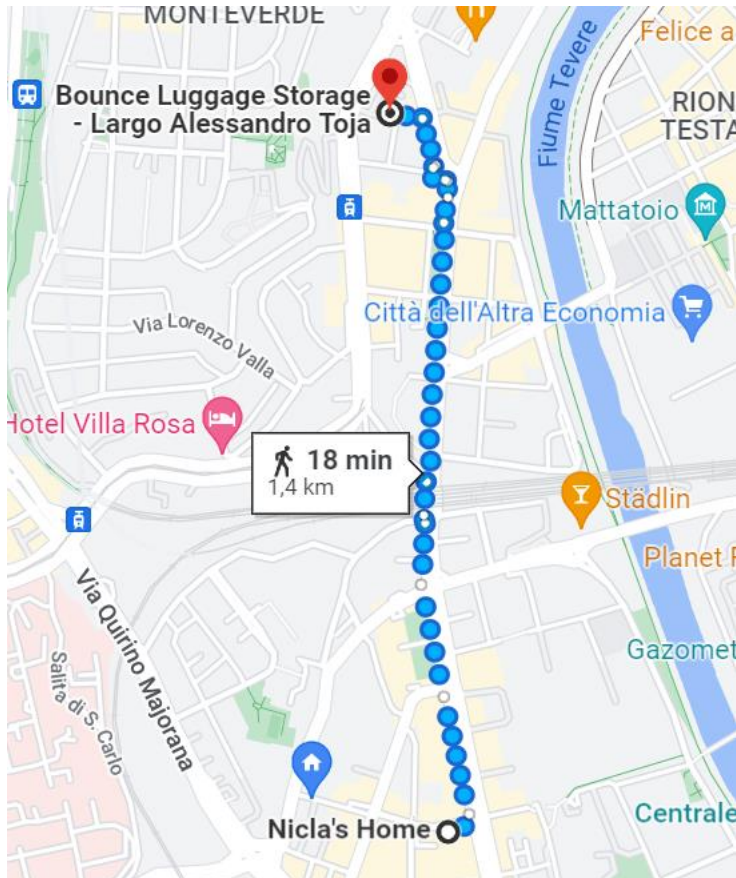 MONTEVERDE
Felice a
Bounce Luggage Storage
- Largo Alessandro Toja
Fiume Tevere
RION
TESTA
Mattatoio
M
Città dell'Altra Economia
Via Lorenzo Valla
Hotel Villa Rosa
18 min
1,4 km
Städlin
Planet F
Via Quirino Majorana
Salita di S. Carlo
Gazomet
Nicla's Home
Centrale